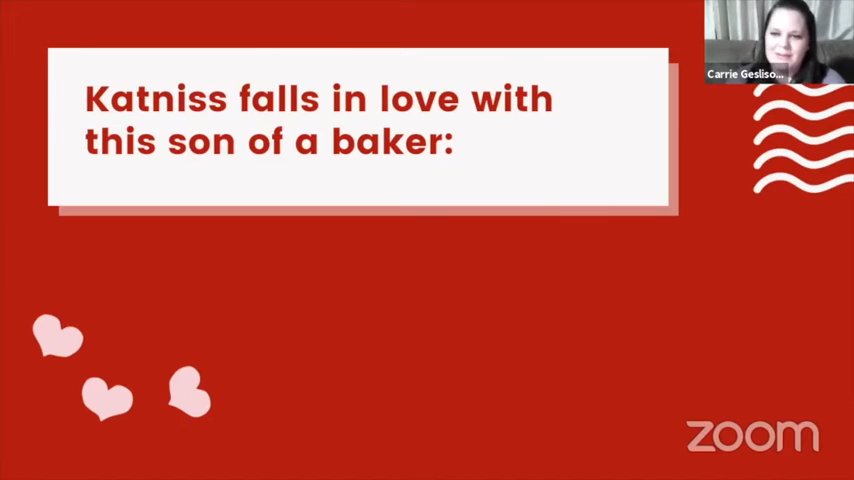 Carrie Gesliso...
Katniss falls in love with
this son of a baker:
zoom